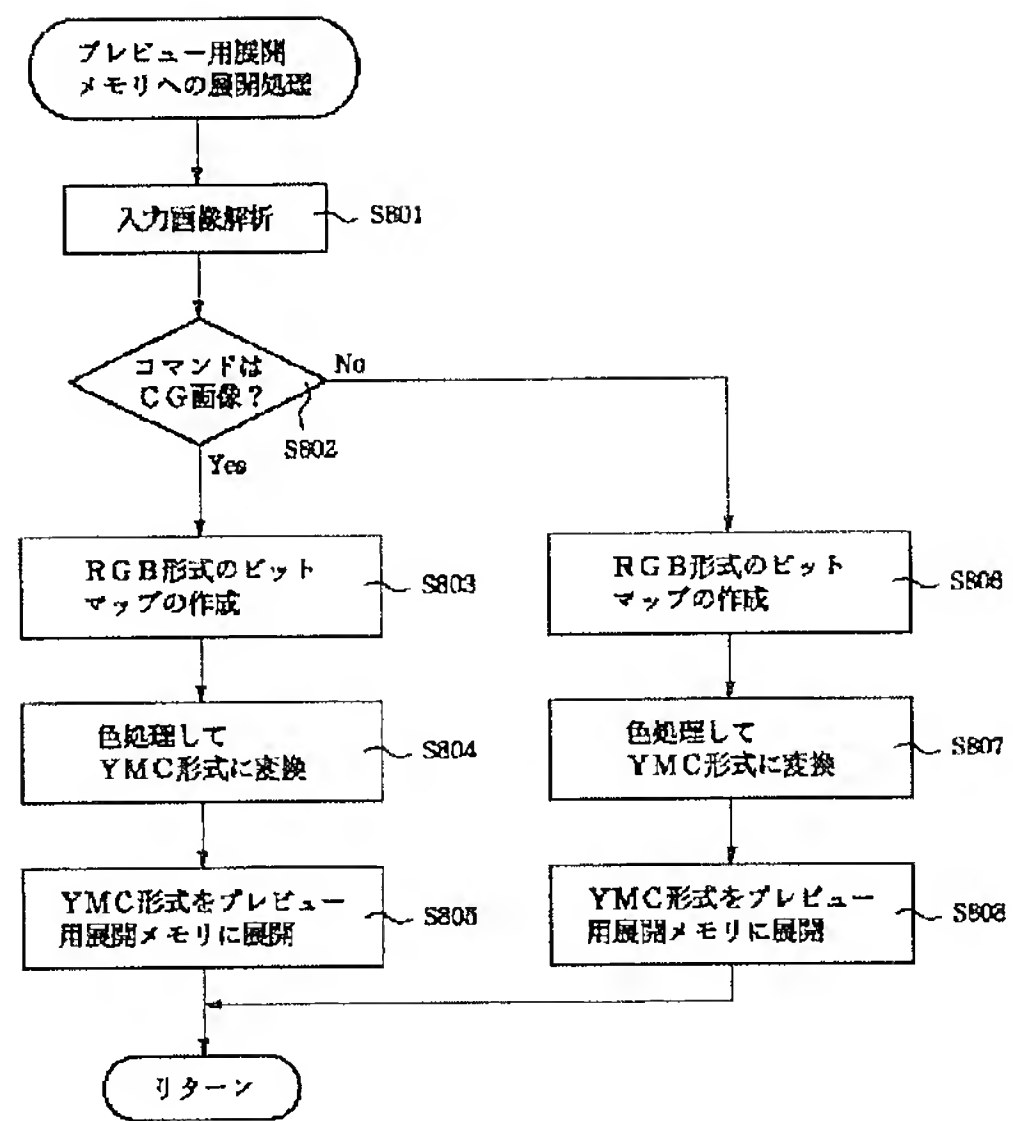 プレビュー用展開
メモリへの展開処理
入力画像解析
S801
コマンドは
CG画像？
No
S802
Yes
RGB形式のビット
マップの作成
S803
RGB形式のビット
マップの作成
S806
色処理して
YMC形式に変換
S804
色処理して
YMC形式に変換
S807
YMC形式をプレビュー
用展開メモリに展開
S805
YMC形式をプレビュー
用展開メモリに展開
S808
リターン